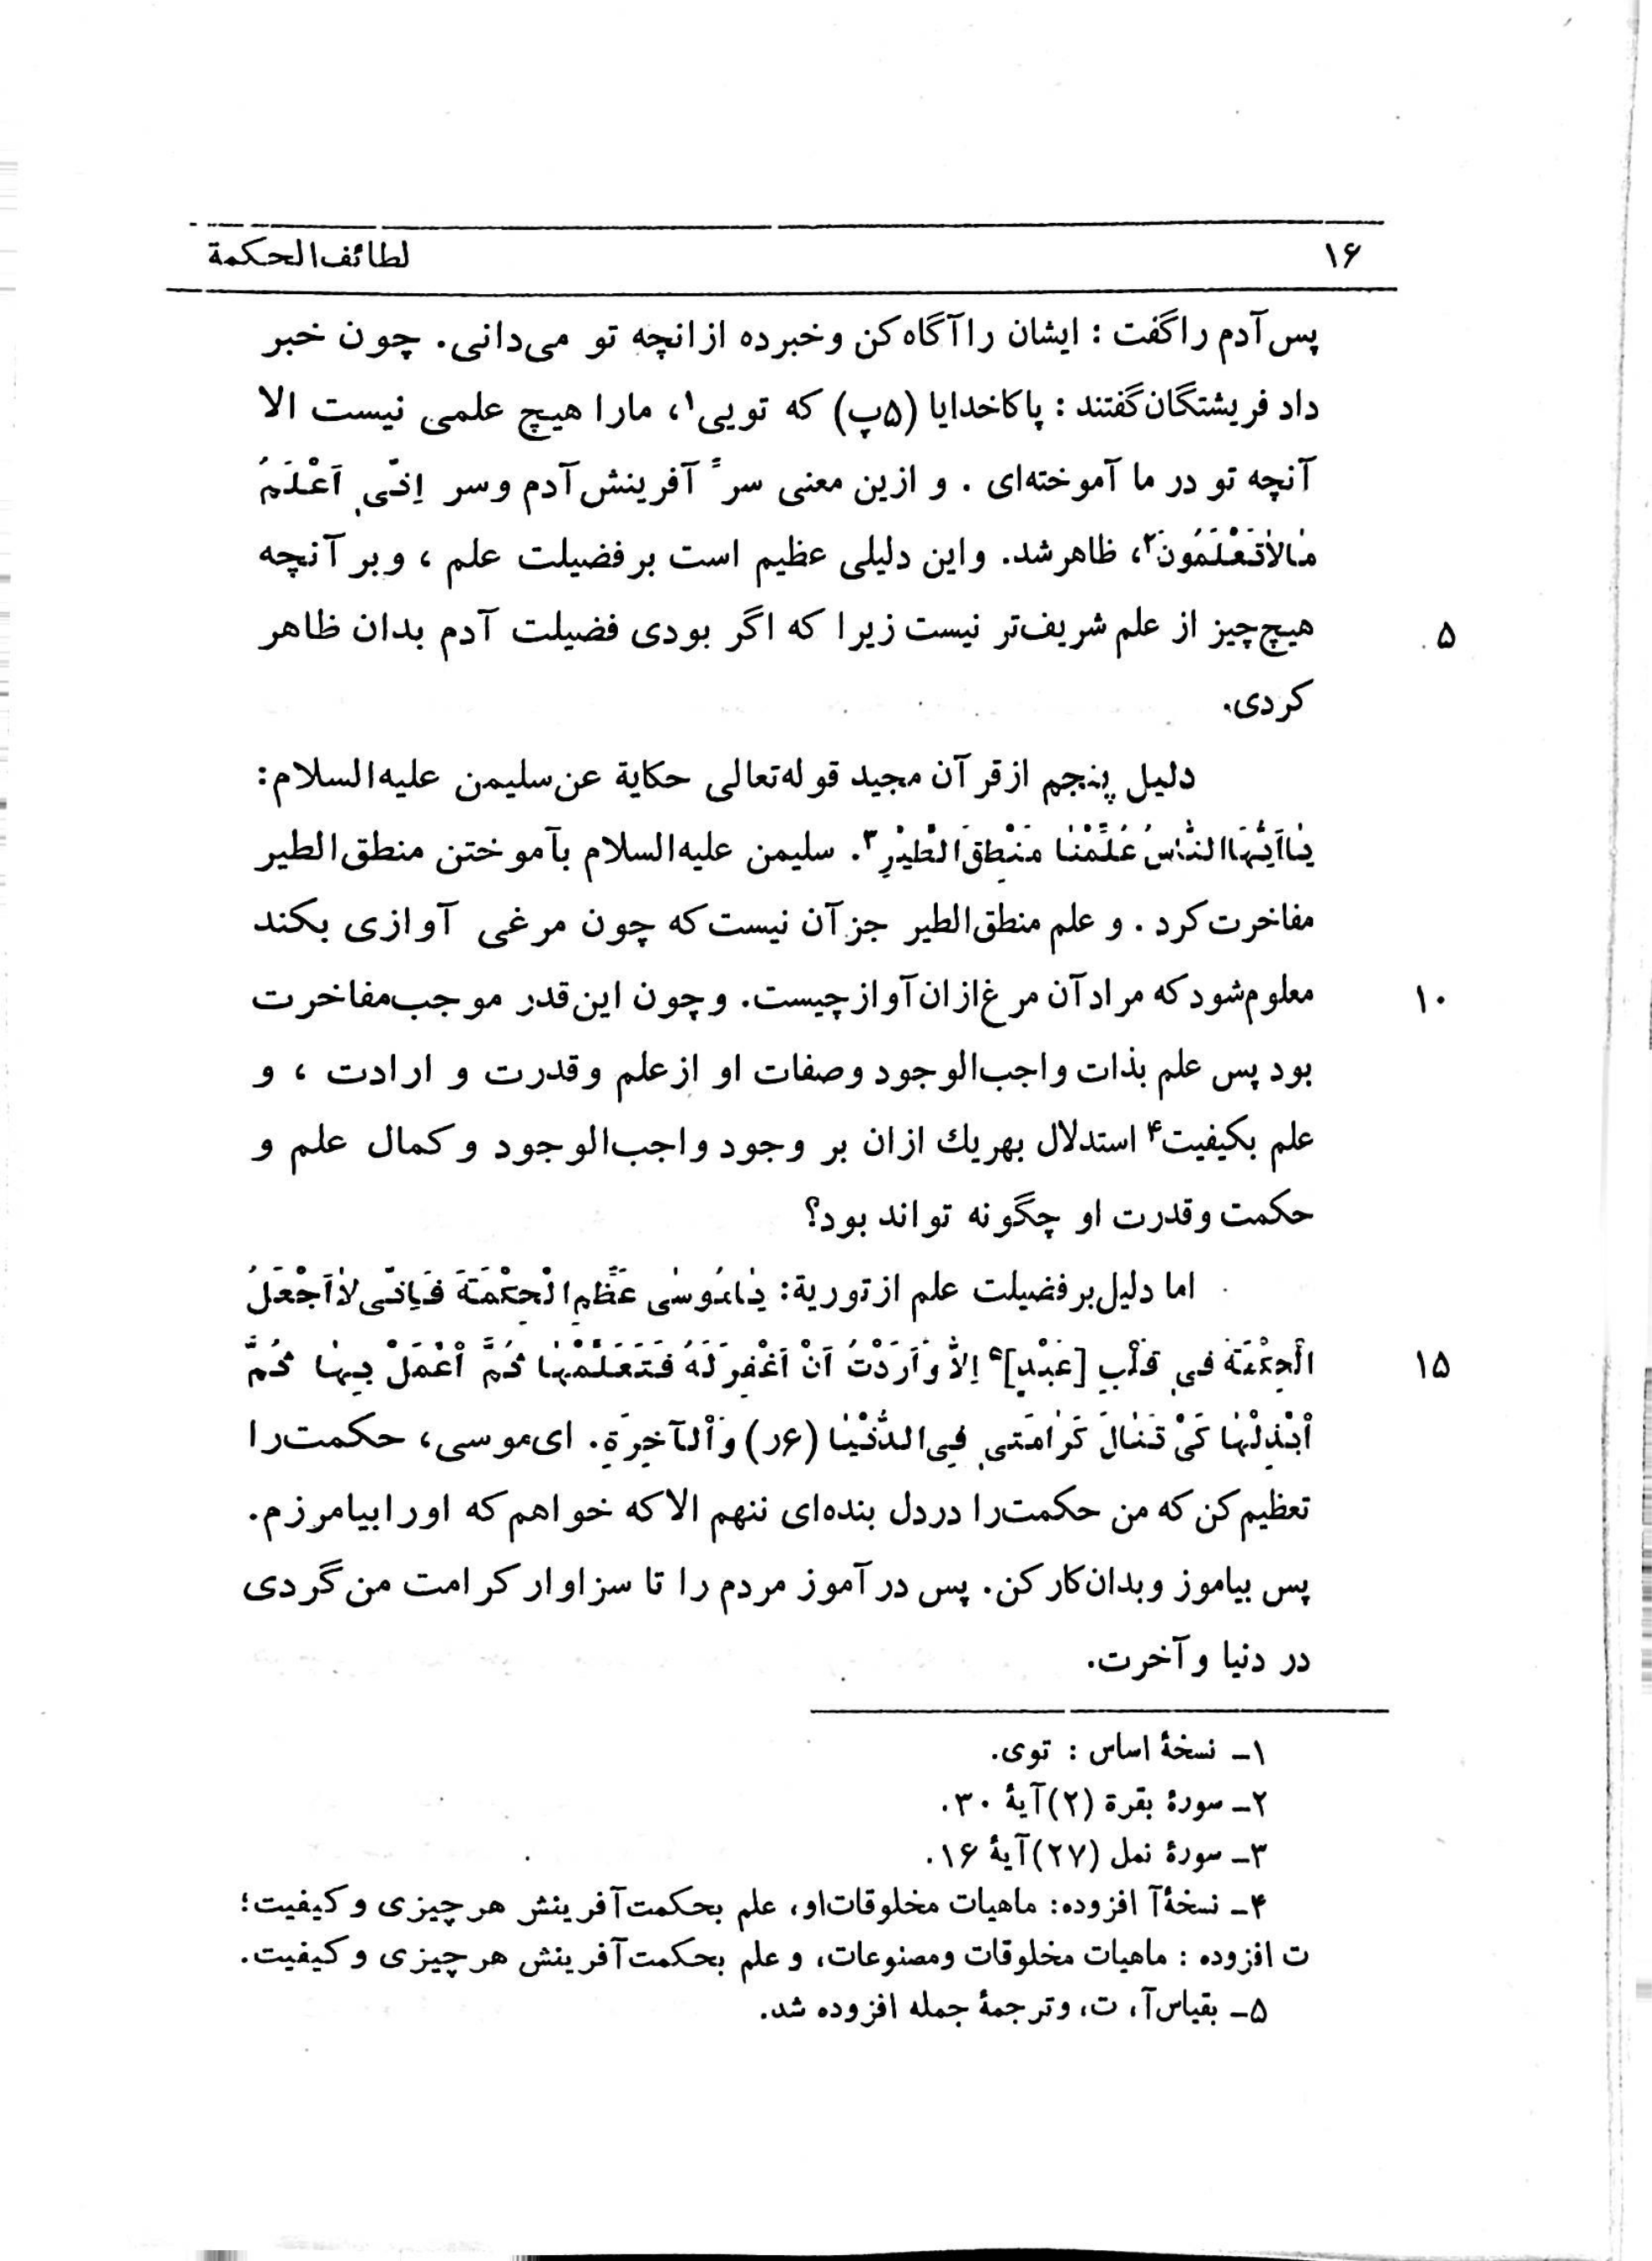 ۱۶ لطائف‌الحکمة
پس آدم را گفت : ایشان را آگاه کن و خبر ده از انچه تو می‌دانی. چون خبر
داد فریشتگان گفتند : پاکا خدایا (۵پ) که تویی۱، ما را هیچ علمی نیست الا
آنچه تو در ما آموخته‌ای . و ازین معنی سرّ آفرینش آدم و سر اِنّی اَعْلَمُ
مٰالاٰتَعْلَمُونَ۲، ظاهر شد. و این دلیلی عظیم است بر فضیلت علم ، و بر آنچه
هیچ‌چیز از علم شریف‌تر نیست زیرا که اگر بودی فضیلت آدم بدان ظاهر
۵
کردی.
دلیل پنجم از قرآن مجید قوله‌تعالی حکایة عن سلیمن علیه‌السلام:
یٰااَیُّهَاالنّٰاسُ عُلِّمْنٰا مَنْطِقَ الطَّیْرِ۳. سلیمن علیه‌السلام بآموختن منطق‌الطیر
مفاخرت کرد . و علم منطق‌الطیر جز آن نیست که چون مرغی آوازی بکند
معلوم شود که مراد آن مرغ از ان آواز چیست. و چون این قدر موجب مفاخرت
۱۰
بود پس علم بذات واجب‌الوجود و صفات او از علم و قدرت و ارادت ، و
علم بکیفیت۴ استدلال بهریك از ان بر وجود واجب‌الوجود و کمال علم و
حکمت و قدرت او چگونه تواند بود؟
اما دلیل بر فضیلت علم از توریة: یٰامُوسٰی عَظِّمِ الْحِکْمَةَ فَاِنّی لاٰاَجْعَلُ
الْحِکْمَةَ فی قَلْبِ [عَبْدٍ]۵ اِلاّٰ وَاَرَدْتُ اَنْ اَغْفِرَ لَهُ فَتَعَلَّمْهٰا ثُمَّ اْعْمَلْ بِهٰا ثُمَّ
۱۵
اْبْذِلْهٰا کَیْ تَنٰالَ کَرٰامَتی فِی الدُّنْیٰا (۶ر) وَاْلآخِرَةِ. ای موسی، حکمت را
تعظیم کن که من حکمت را در دل بنده‌ای ننهم الا که خواهم که او را بیامرزم.
پس بیاموز و بدان کار کن. پس در آموز مردم را تا سزاوار کرامت من گردی
در دنیا و آخرت.
۱ـ نسخهٔ اساس : توی.
۲ـ سورهٔ بقرة (۲) آیهٔ ۳۰.
۳ـ سورهٔ نمل (۲۷) آیهٔ ۱۶.
۴ـ نسخهٔ آ افزوده: ماهیات مخلوقات او، علم بحکمت آفرینش هر چیزی و کیفیت؛
ت افزوده : ماهیات مخلوقات ومصنوعات، و علم بحکمت آفرینش هر چیزی و کیفیت.
۵ـ بقیاس آ، ت، و ترجمهٔ جمله افزوده شد.